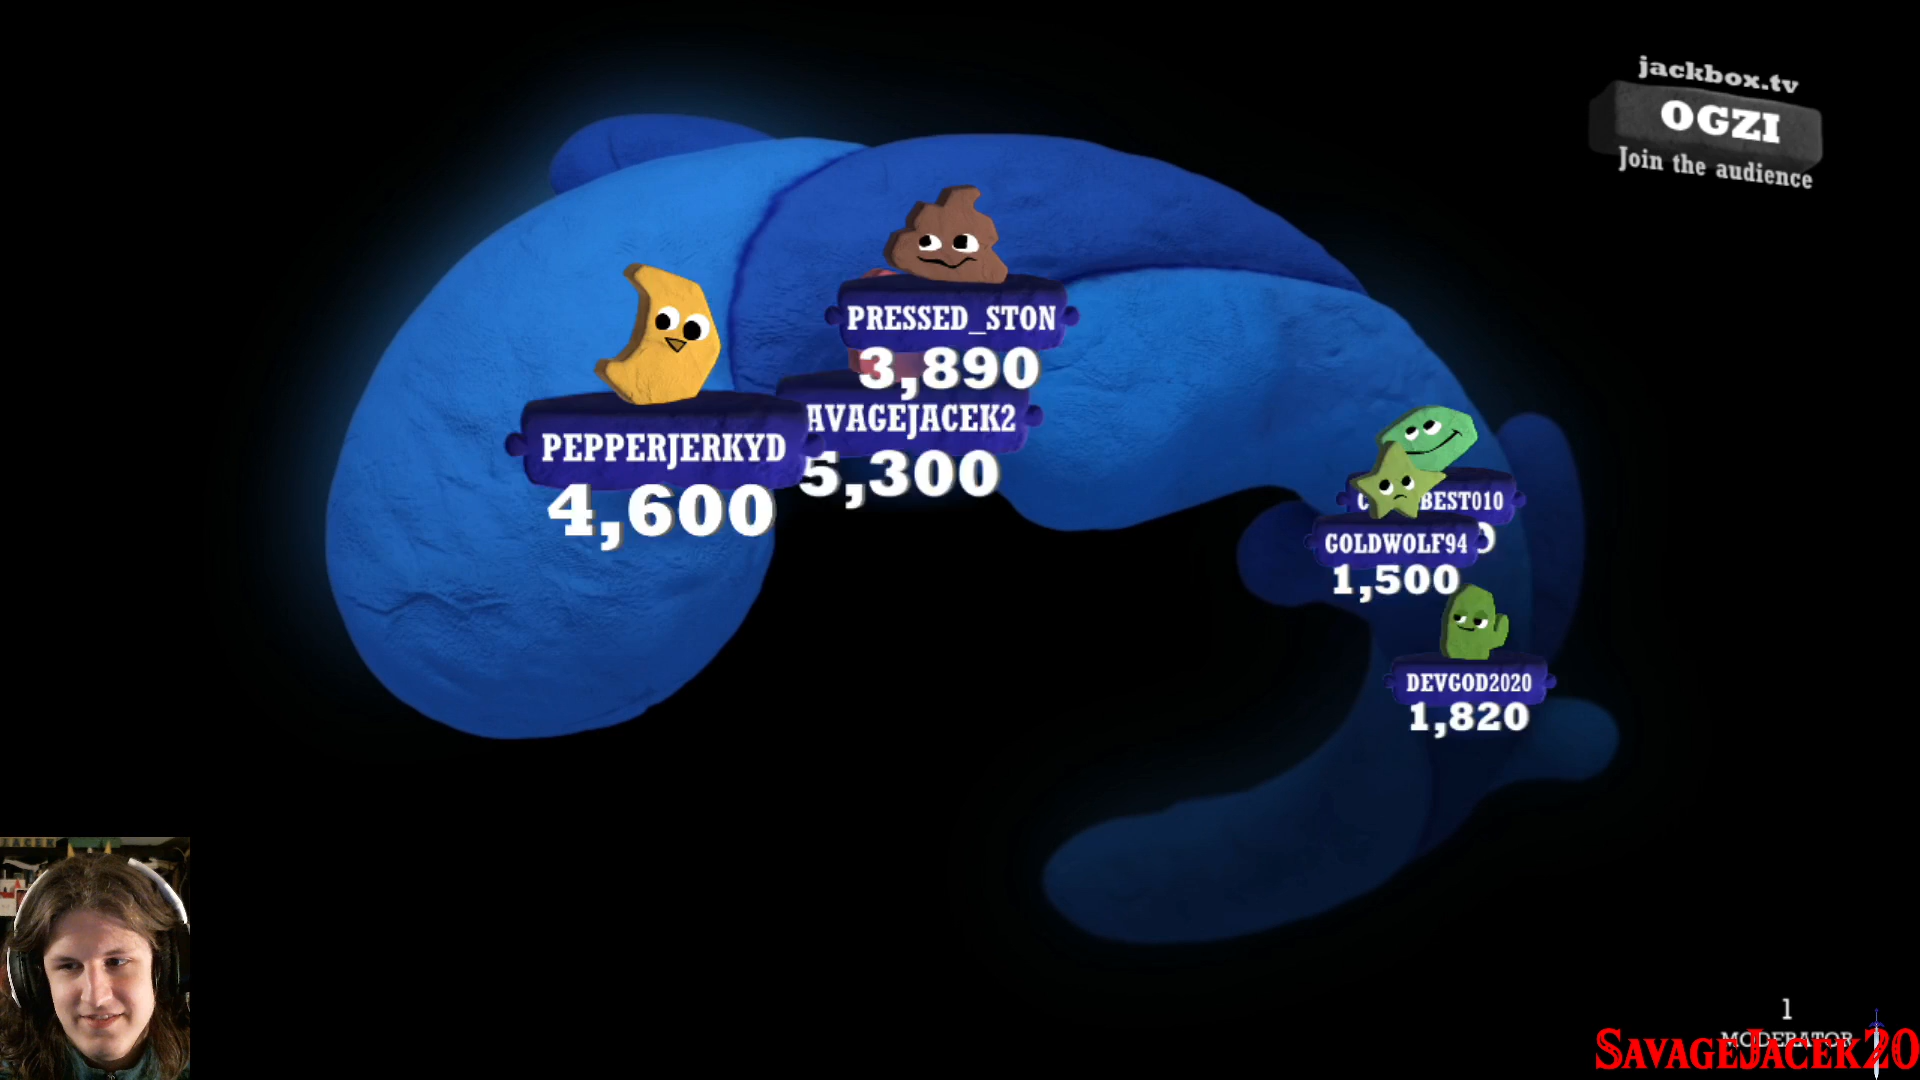 jackbox.tv
OGZI
Join the audience
PRESSED_STON
3,890
AVAGEJACEK2
5,300
PEPPERJERKYD
4,600
BEST010
GOLDWOLF94
1,500
DEVGOD2020
1,820
1
MODERATOR
SAVAGEJACEK20